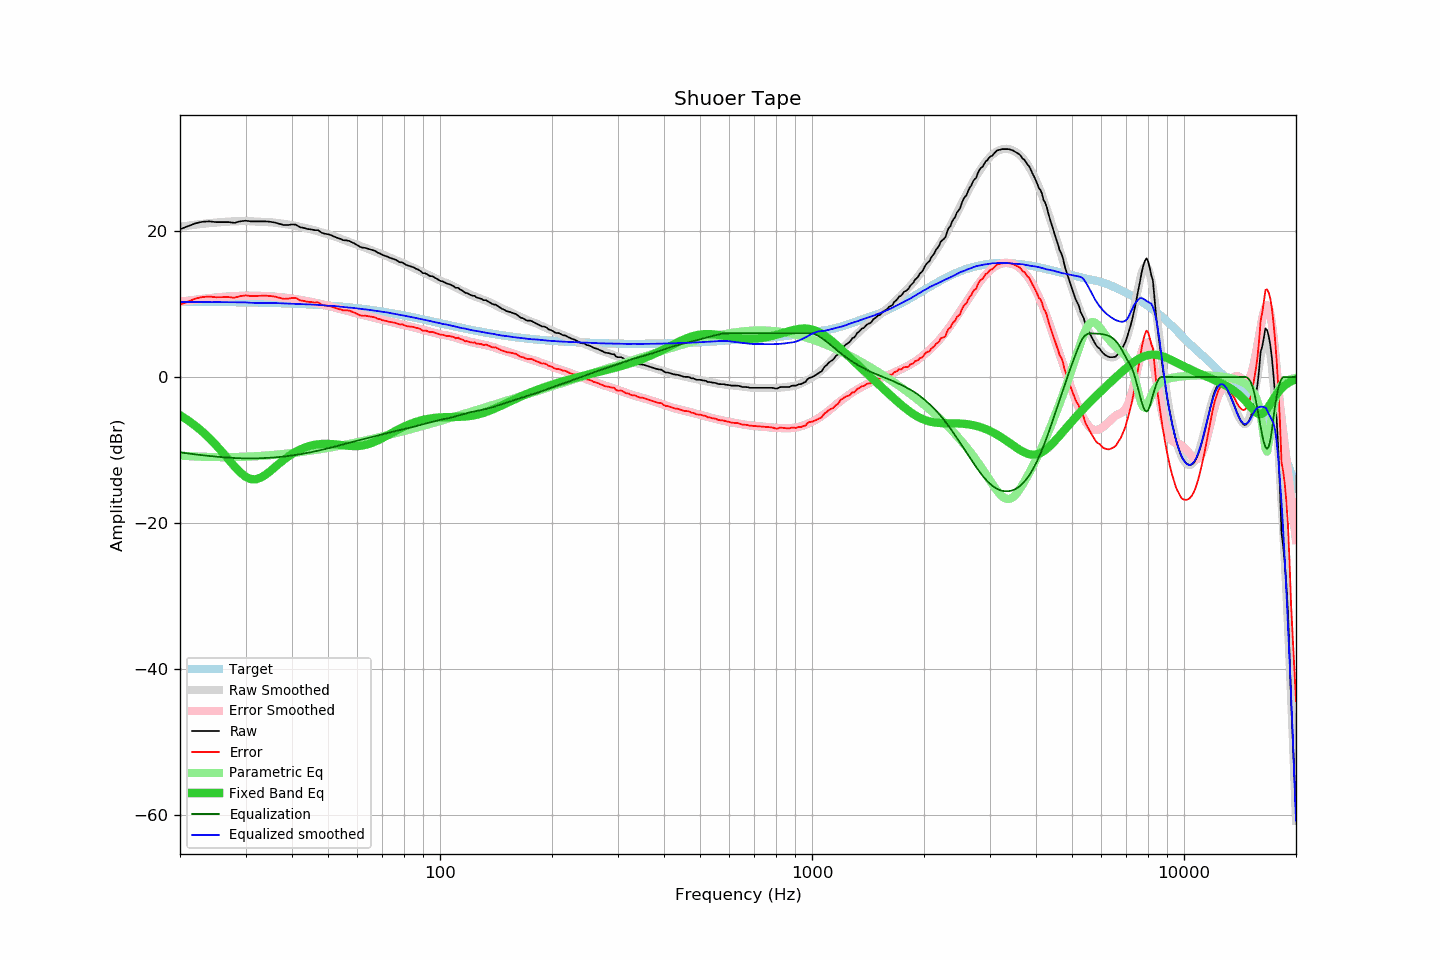 Shuoer Tape
20
0
−20
−40
−60
Amplitude (dBr)
Target
Raw Smoothed
Error Smoothed
Raw
Error
Parametric Eq
Fixed Band Eq
Equalization
Equalized smoothed
100
1000
10000
Frequency (Hz)